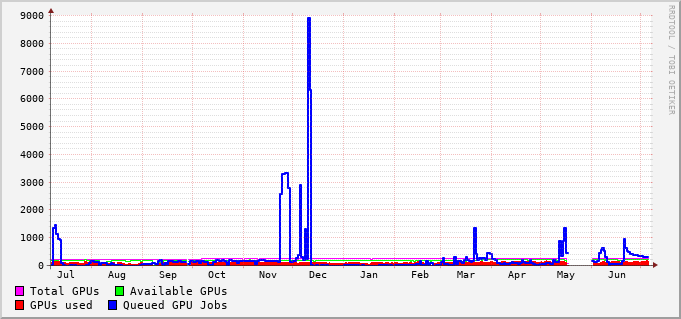 RRDTOOL / TOBI OETIKER
9000
8000
7000
6000
5000
4000
3000
2000
1000
0
Jul Aug Sep Oct Nov Dec Jan Feb Mar Apr May Jun
Total GPUs Available GPUs
GPUs used Queued GPU Jobs